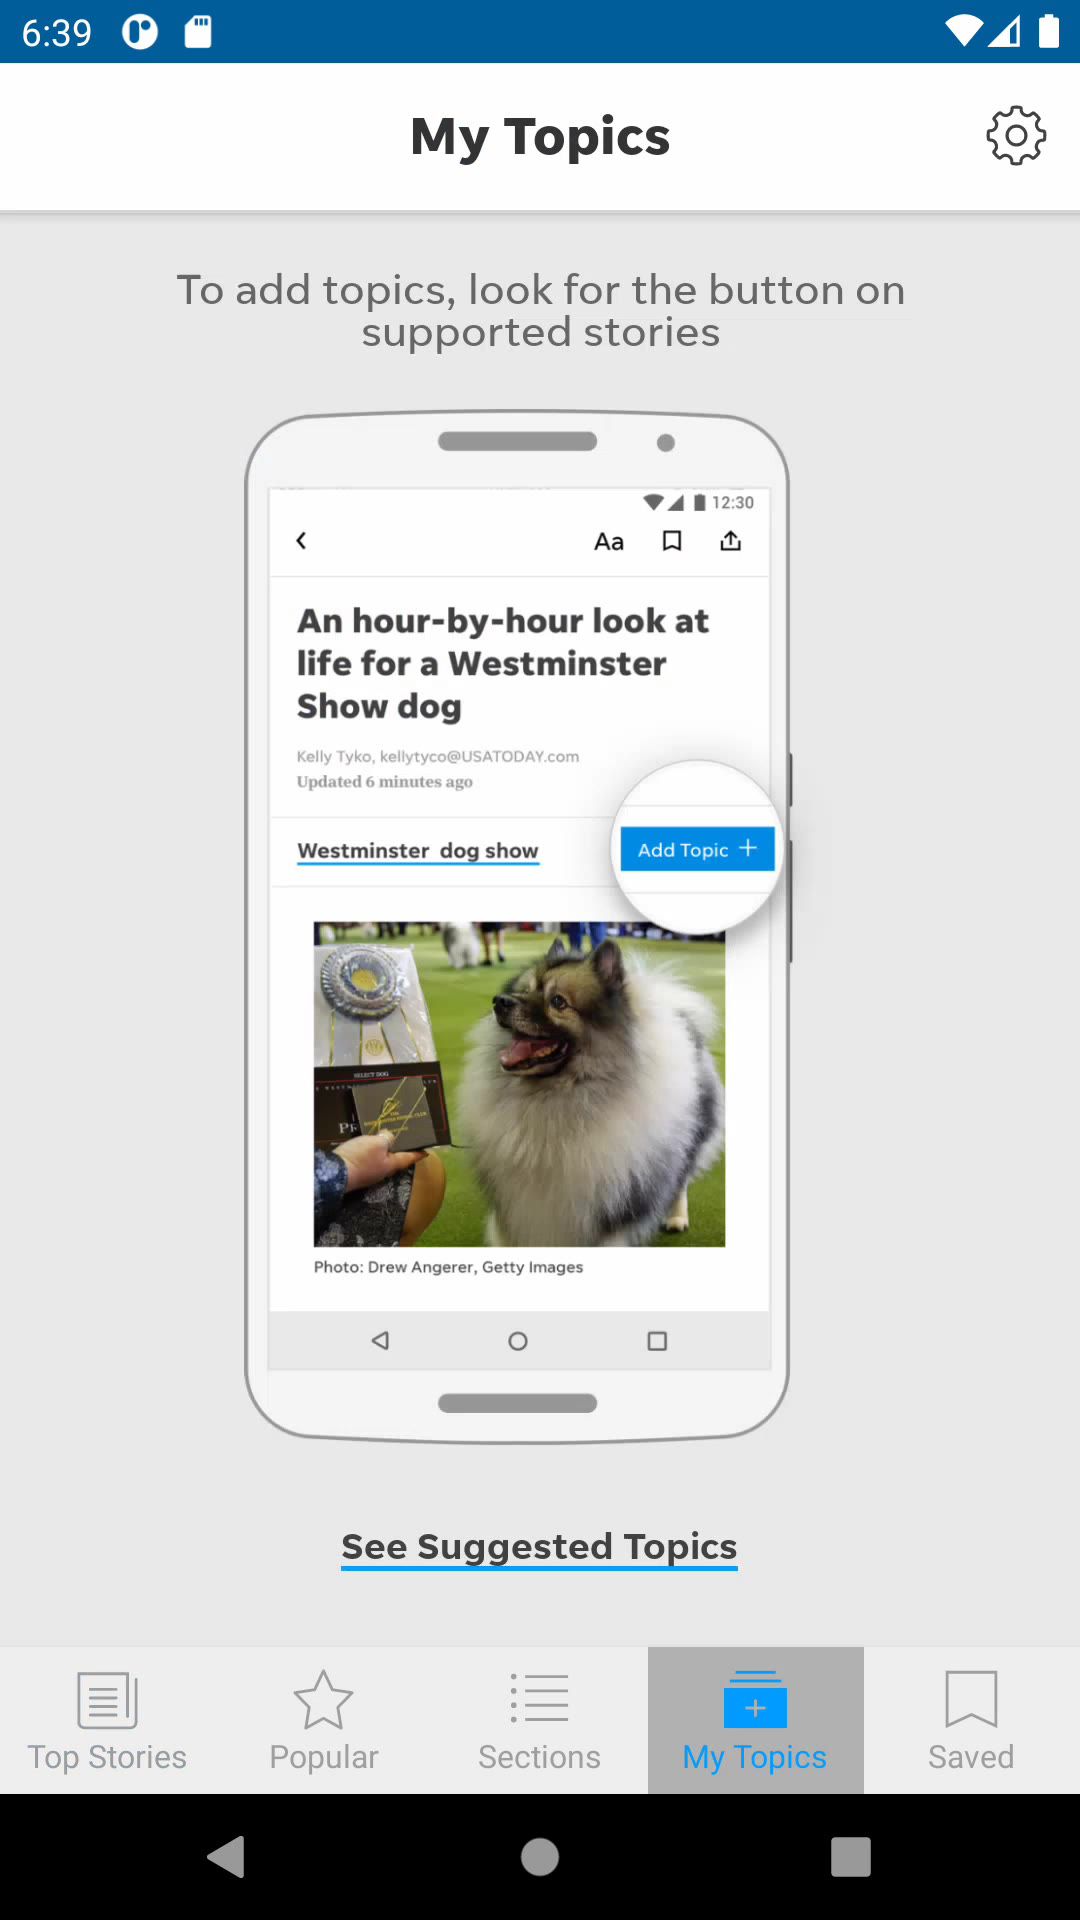 6:39
My Topics
To add topics, look for the button on
supported stories
12:30
Aa
An hour-by-hour look at
life for a Westminster
Show dog
Kelly Tyko, kellytyco@USATODAY.com
Updated 6 minutes ago
Westminster dog show
Add Topic +
SELECT DOG
Photo: Drew Angerer, Getty Images
See Suggested Topics
Top Stories
Popular
Sections
My Topics
Saved